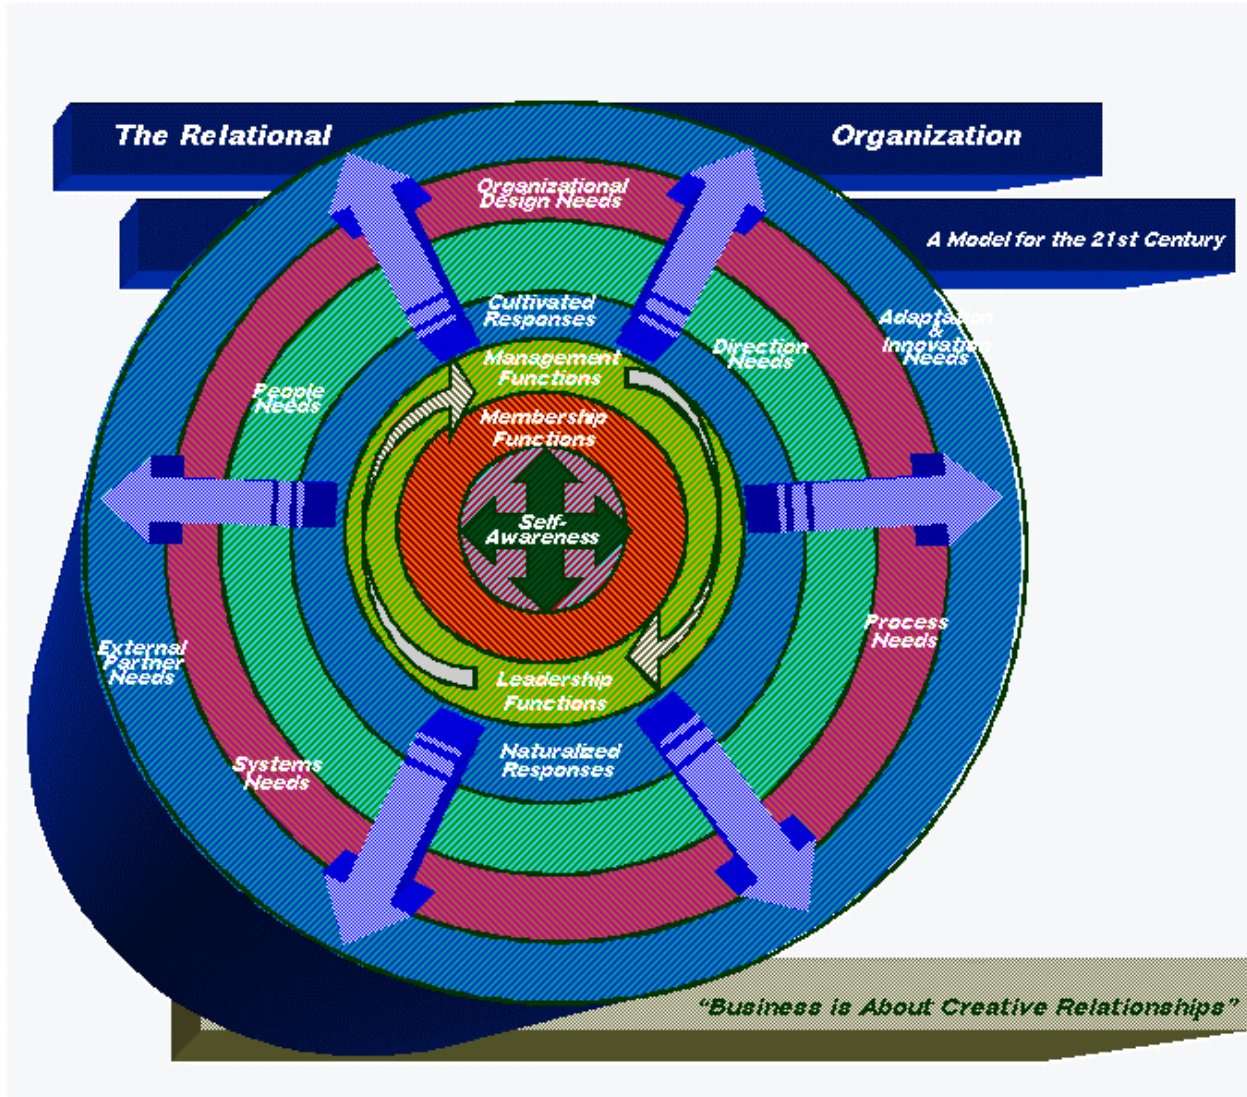 The Relational
Organization
A Model for the 21st Century
Organizational
Design Needs
Cultivated
Responses
Adaptation
&
Innovation
Needs
Direction
Needs
Management
Functions
People
Needs
Membership
Functions
Self-
Awareness
Process
Needs
External
Partner
Needs
Leadership
Functions
Naturalized
Responses
Systems
Needs
“Business is About Creative Relationships”